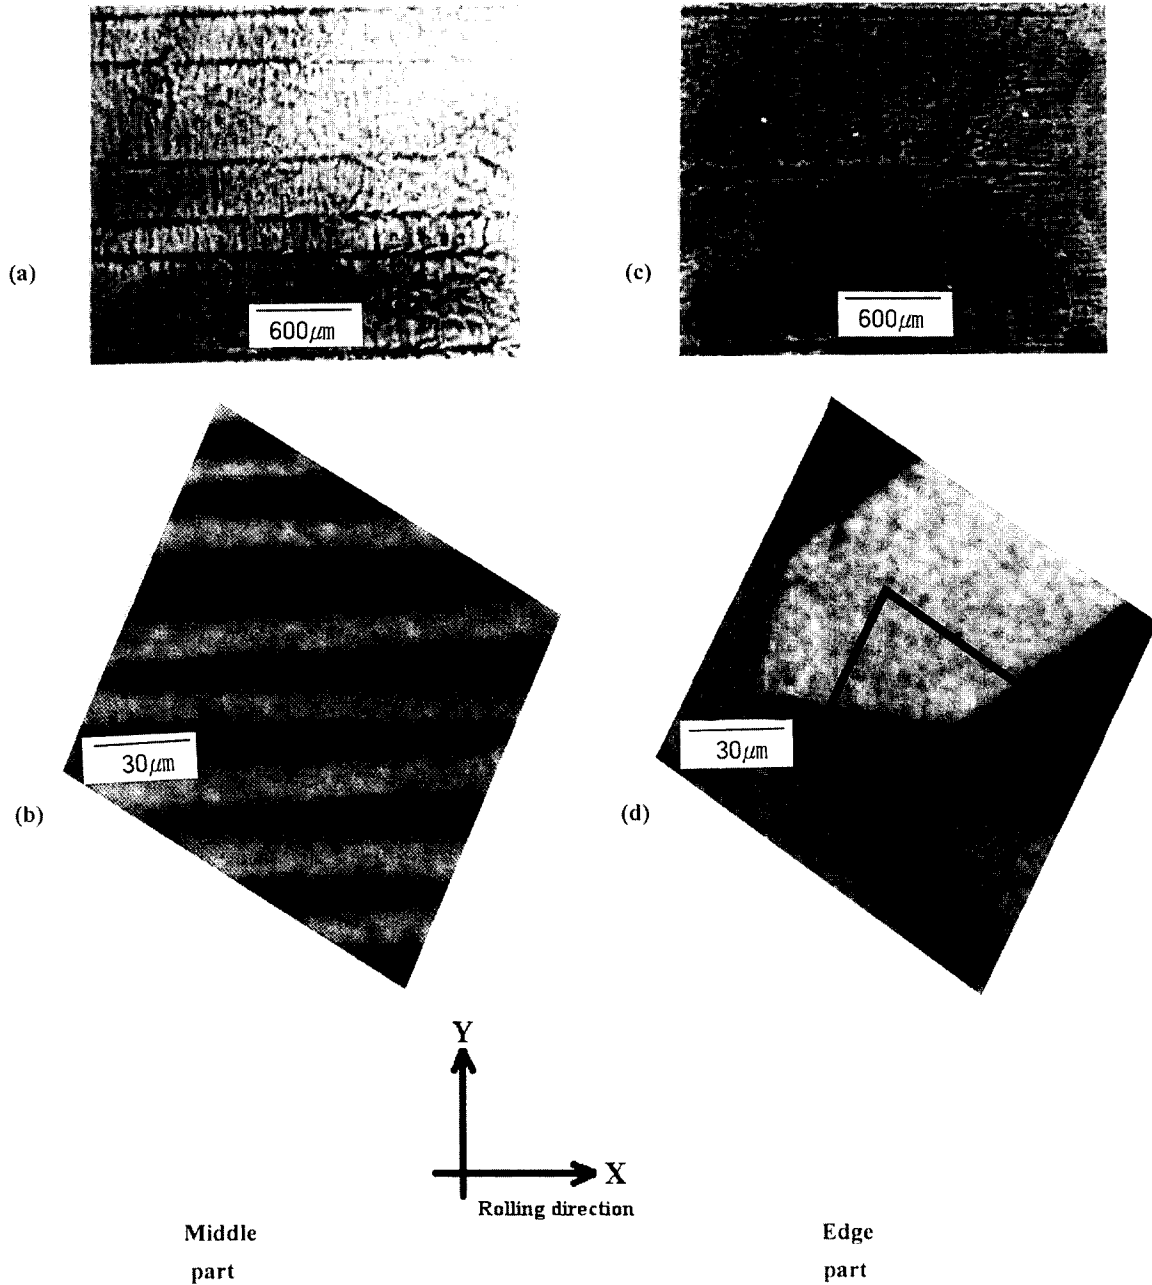 (a)
600μm
(c)
600μm
(b)
30μm
(d)
30μm
Y
X
Rolling direction
Middle
part
Edge
part